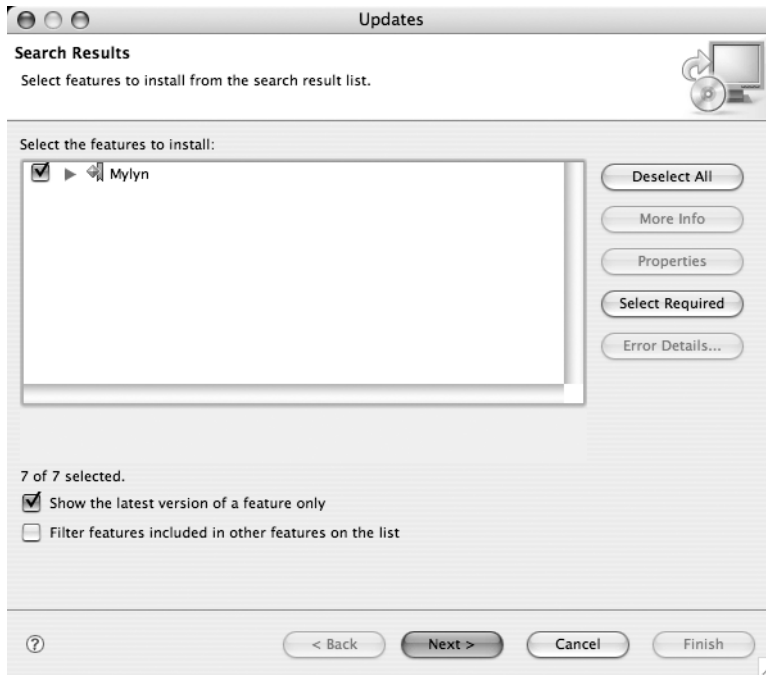 Updates
Search Results
Select features to install from the search result list.
Select the features to install:
Mylyn
Deselect All
More Info
Properties
Select Required
Error Details...
7 of 7 selected.
Show the latest version of a feature only
Filter features included in other features on the list
?
< Back
Next >
Cancel
Finish